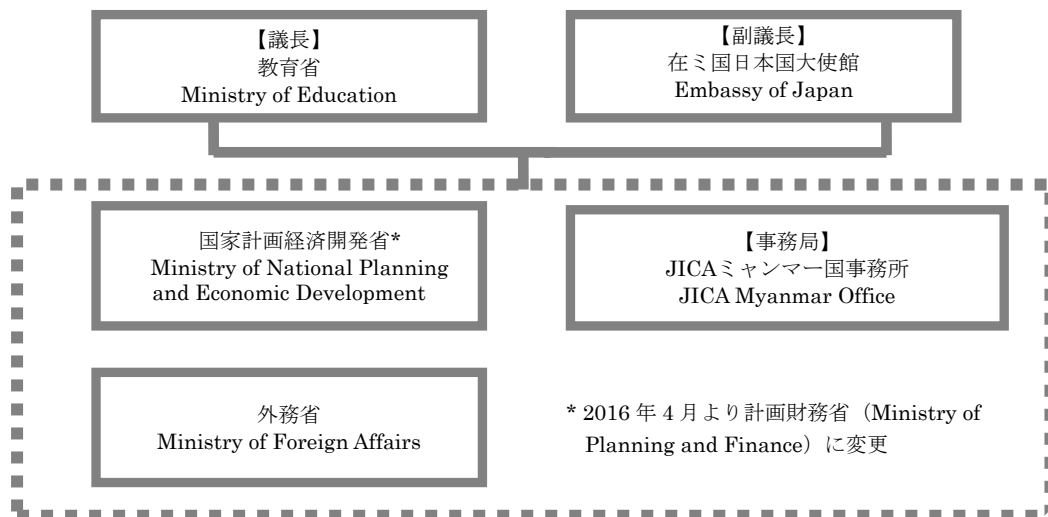 【議長】
教育省
Ministry of Education
【副議長】
在ミ国日本国大使館
Embassy of Japan
国家計画経済開発省*
Ministry of National Planning
and Economic Development
【事務局】
JICAミャンマー国事務所
JICA Myanmar Office
外務省
Ministry of Foreign Affairs
* 2016 年 4 月より計画財務省（Ministry of
Planning and Finance）に変更